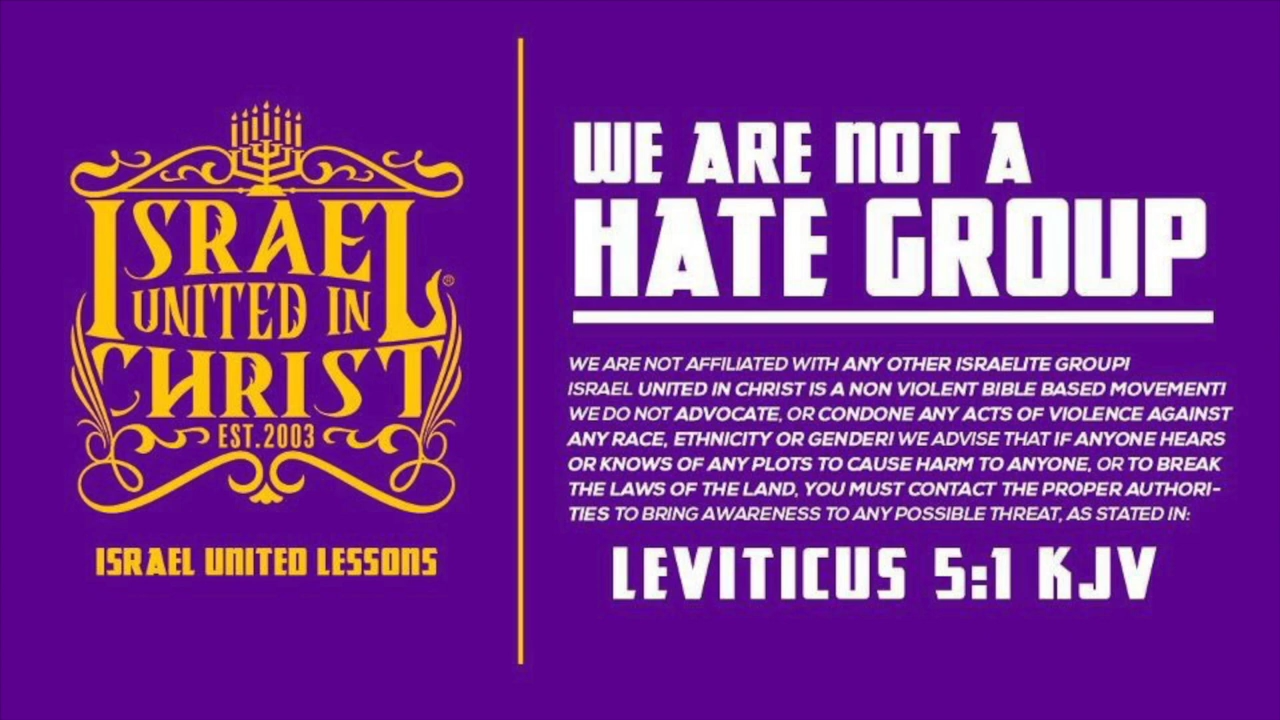 ISRAEL
UNITED IN
CHRIST
EST. 2003
ISRAEL UNITED LESSONS
WE ARE NOT A
HATE GROUP
WE ARE NOT AFFILIATED WITH ANY OTHER ISRAELITE GROUP!
ISRAEL UNITED IN CHRIST IS A NON VIOLENT BIBLE BASED MOVEMENT!
WE DO NOT ADVOCATE, OR CONDONE ANY ACTS OF VIOLENCE AGAINST
ANY RACE, ETHNICITY OR GENDER! WE ADVISE THAT IF ANYONE HEARS
OR KNOWS OF ANY PLOTS TO CAUSE HARM TO ANYONE, OR TO BREAK
THE LAWS OF THE LAND, YOU MUST CONTACT THE PROPER AUTHORI-
TIES TO BRING AWARENESS TO ANY POSSIBLE THREAT, AS STATED IN:
LEVITICUS 5:1 KJV